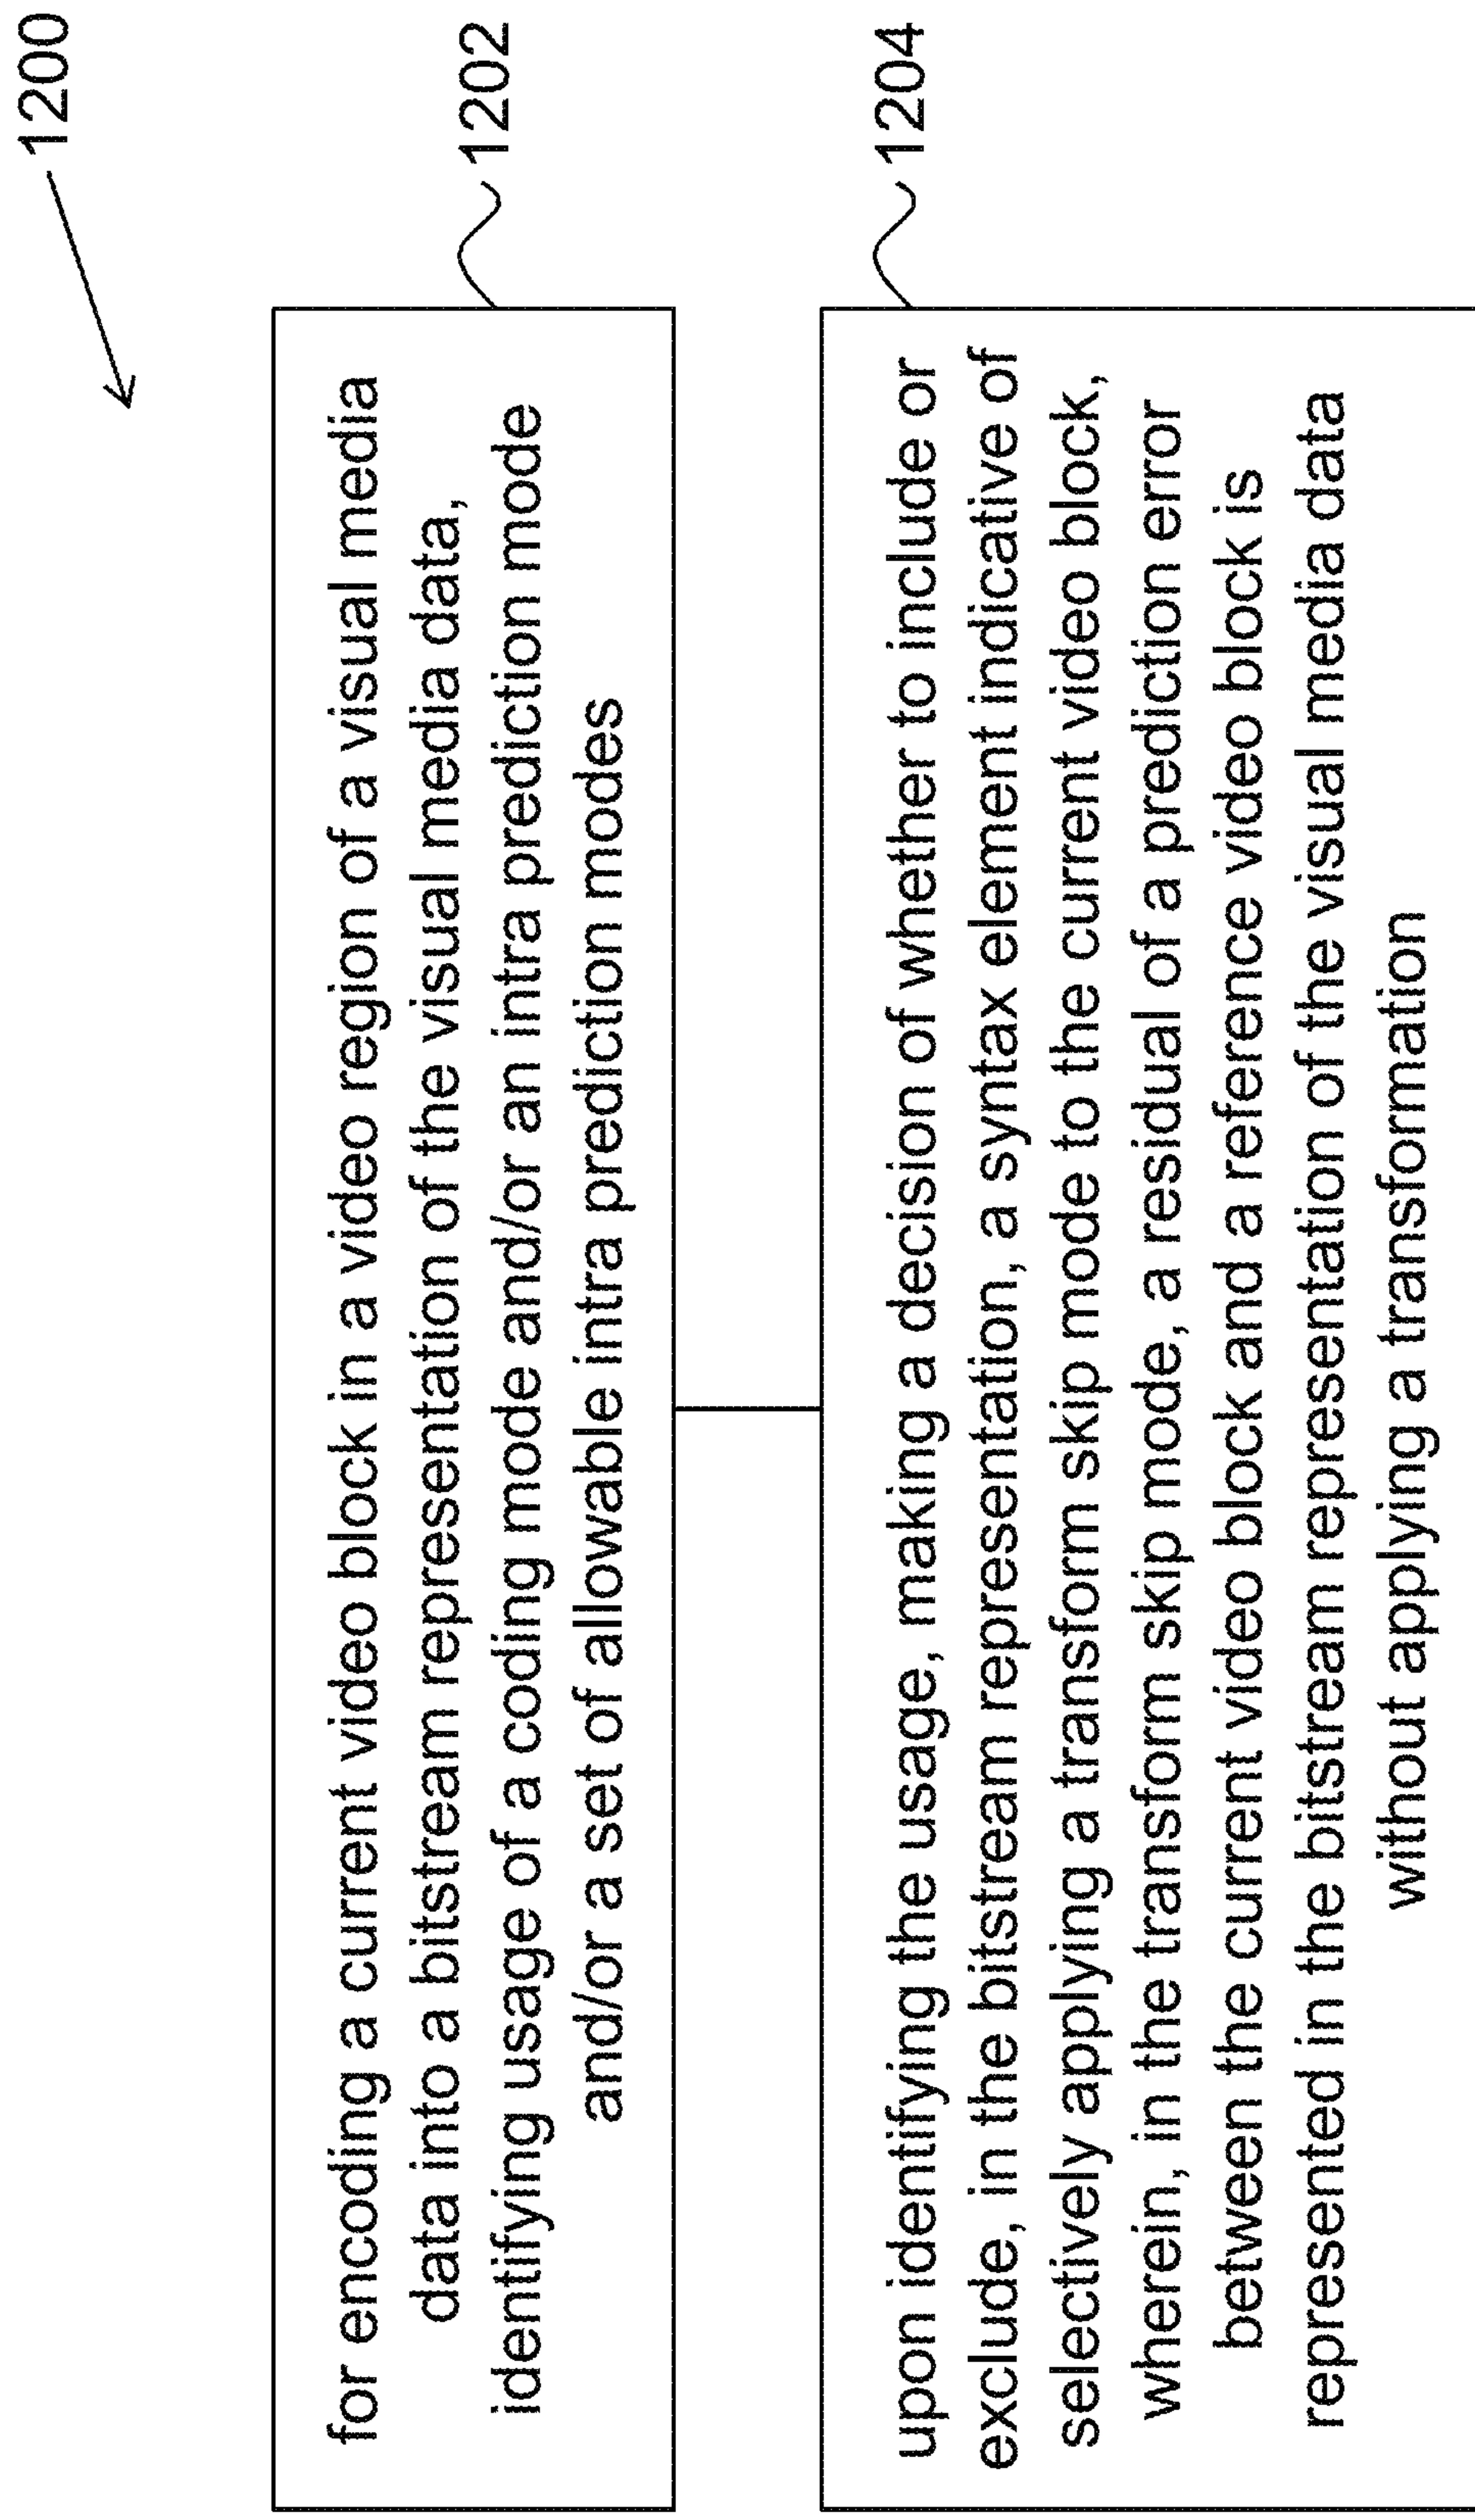 1200
for encoding a current video block in a video region of a visual media
data into a bitstream representation of the visual media data,
identifying usage of a coding mode and/or an intra prediction mode
and/or a set of allowable intra prediction modes
1202
upon identifying the usage, making a decision of whether to include or
exclude, in the bitstream representation, a syntax element indicative of
selectively applying a transform skip mode to the current video block,
wherein, in the transform skip mode, a residual of a prediction error
between the current video block and a reference video block is
represented in the bitstream representation of the visual media data
without applying a transformation
1204